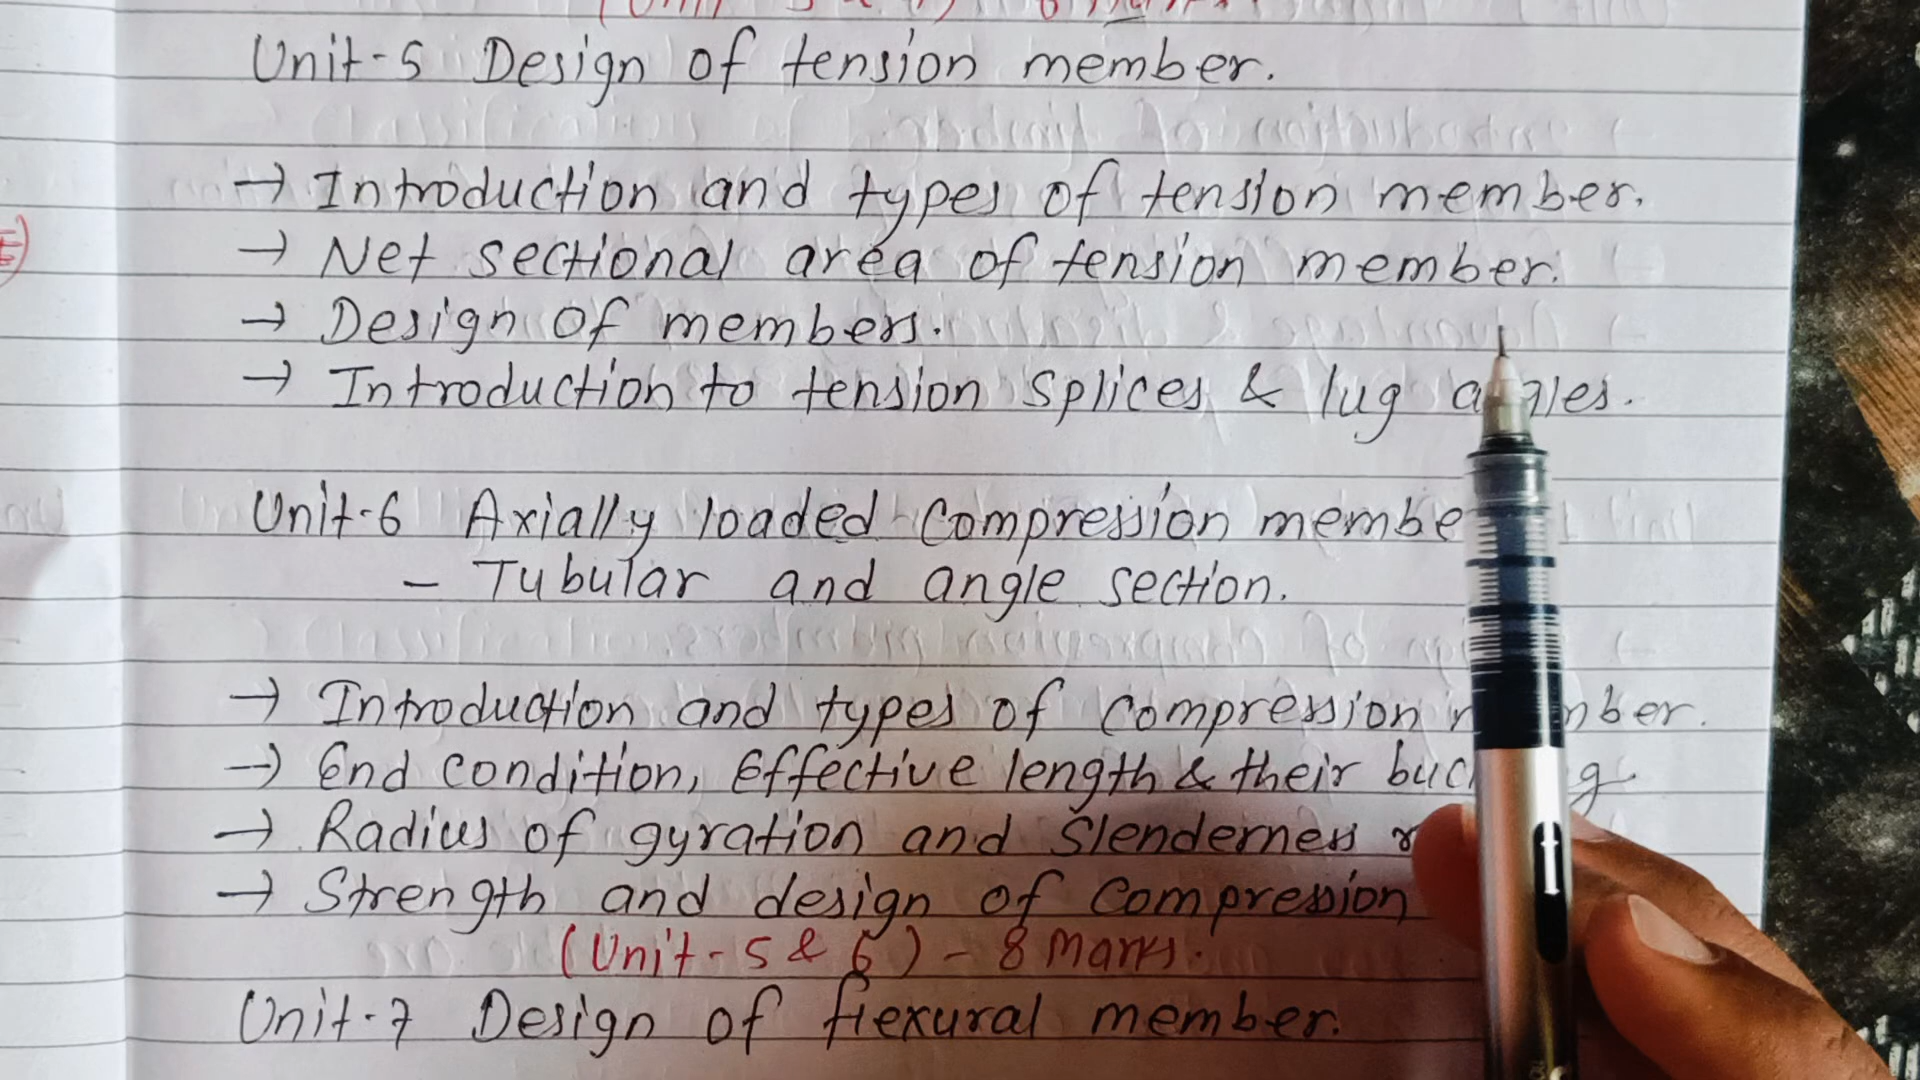 Unit-5 Design of tension member.
→ Introduction and types of tension member.
→ Net sectional area of tension member.
→ Design of members.
→ Introduction to tension splices & lug angles.
Unit-6 Axially loaded compression
- Tubular and angle section.
→ Introduction and types of compression
→ End condition, Effective length & their
→ Radius of gyration and slenderness
→ Strength and design of compression
(Unit-5 & 6) - 8 Marks.
Unit-7 Design of flexural member.